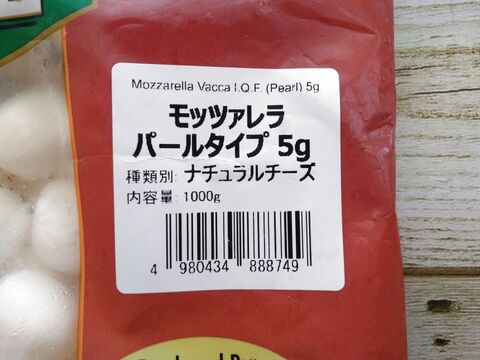 Mozzarella Vacca I.Q.F. (Pearl) 5g
モッツァレラ
パールタイプ 5g
種類別: ナチュラルチーズ
内容量: 1000g
4 980434 888749